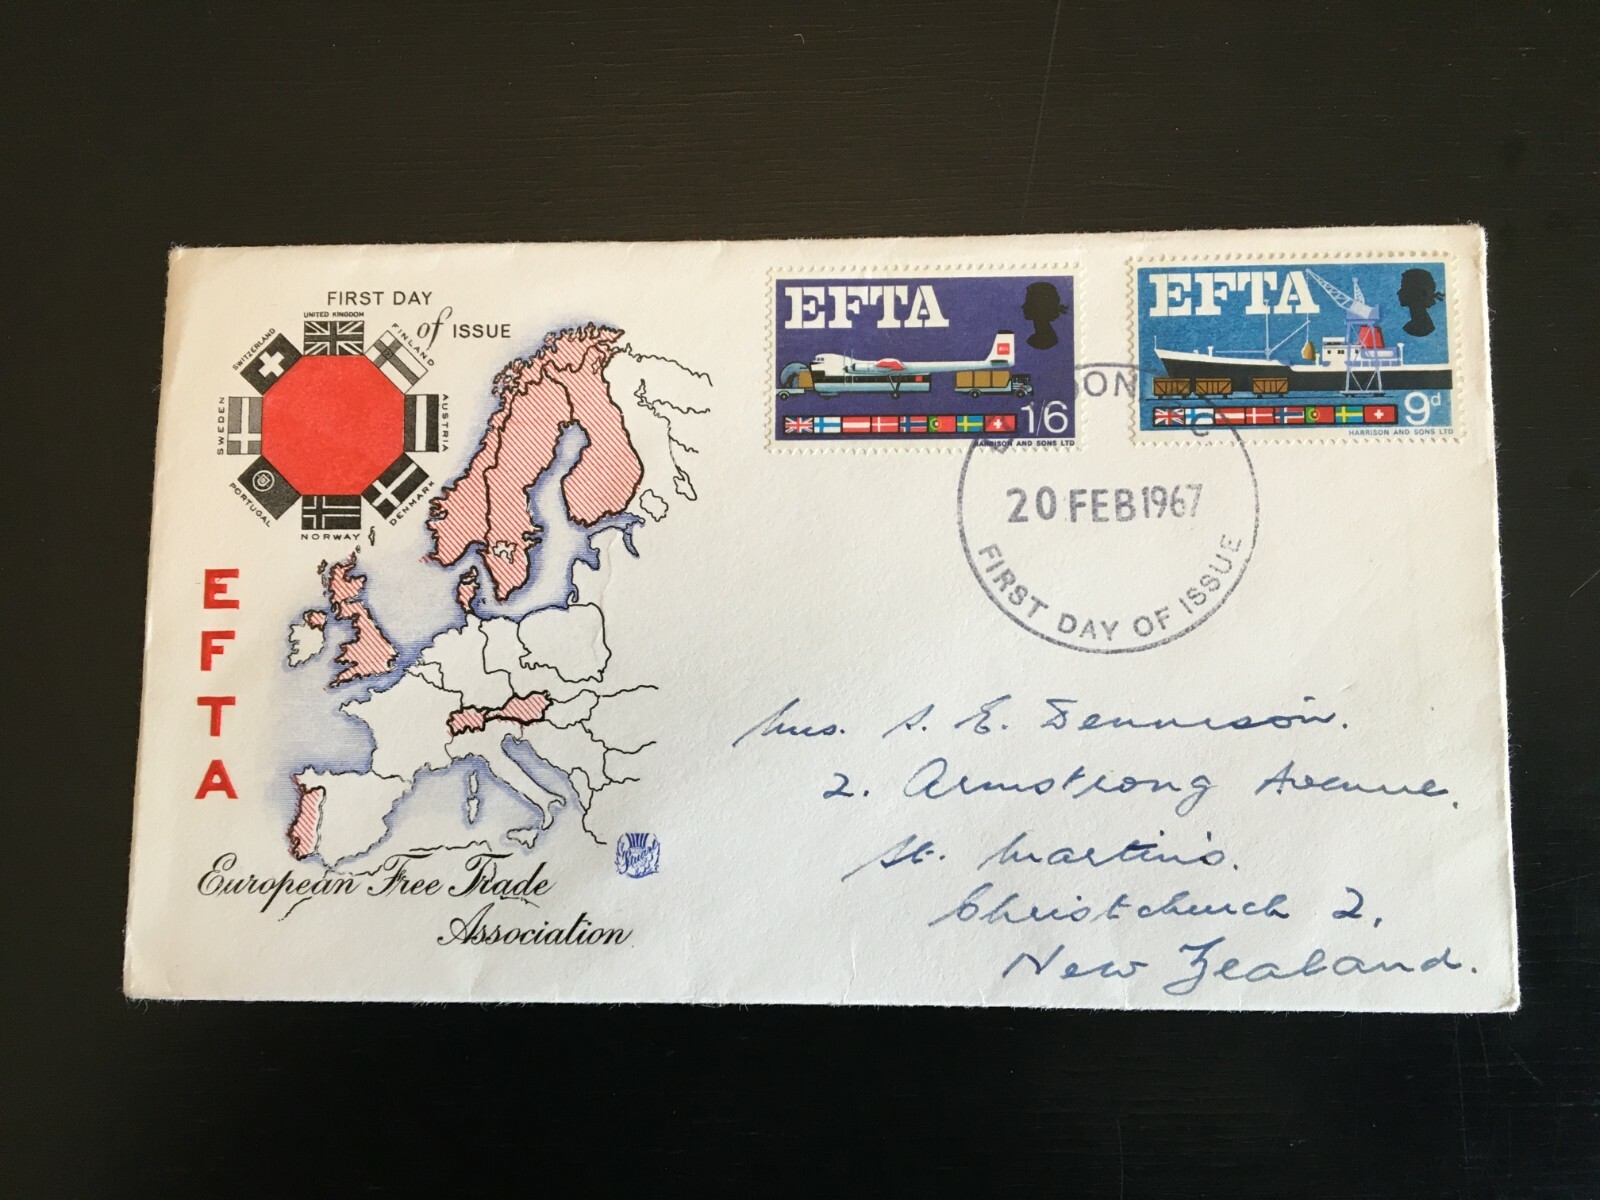 FIRST DAY
of ISSUE
UNITED KINGDOM
FINLAND
AUSTRIA
DENMARK
NORWAY
PORTUGAL
SWEDEN
SWITZERLAND
E
F
T
A
European Free Trade
Association
Stuart
EFTA
1/6
HARRISON AND SONS LTD
EFTA
9d
HARRISON AND SONS LTD
20 FEB 1967
FIRST DAY OF ISSUE
Mrs. S. E. Dennison.
2. Armstrong Avenue.
St. Martins.
Christchurch 2.
New Zealand.